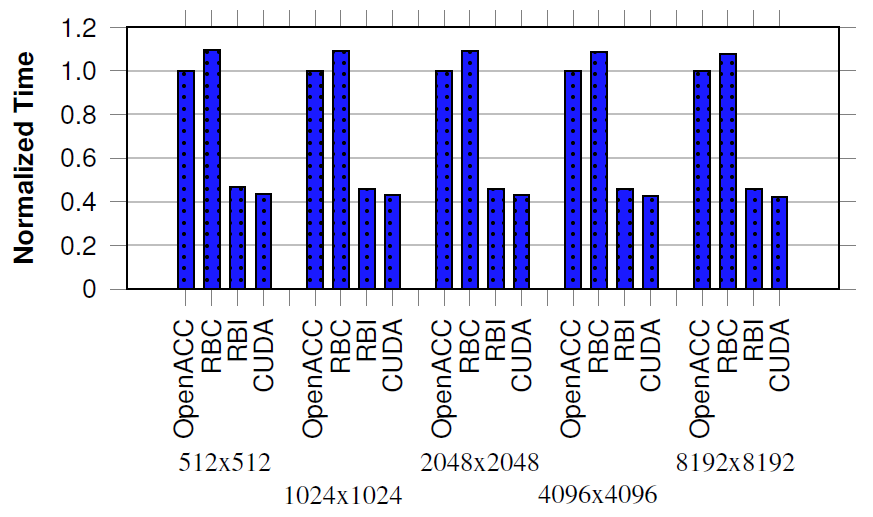 1.2
1.0
0.8
0.6
0.4
0.2
0
Normalized Time
OpenACC
RBC
RBI
CUDA
OpenACC
RBC
RBI
CUDA
OpenACC
RBC
RBI
CUDA
OpenACC
RBC
RBI
CUDA
OpenACC
RBC
RBI
CUDA
512x512
1024x1024
2048x2048
4096x4096
8192x8192